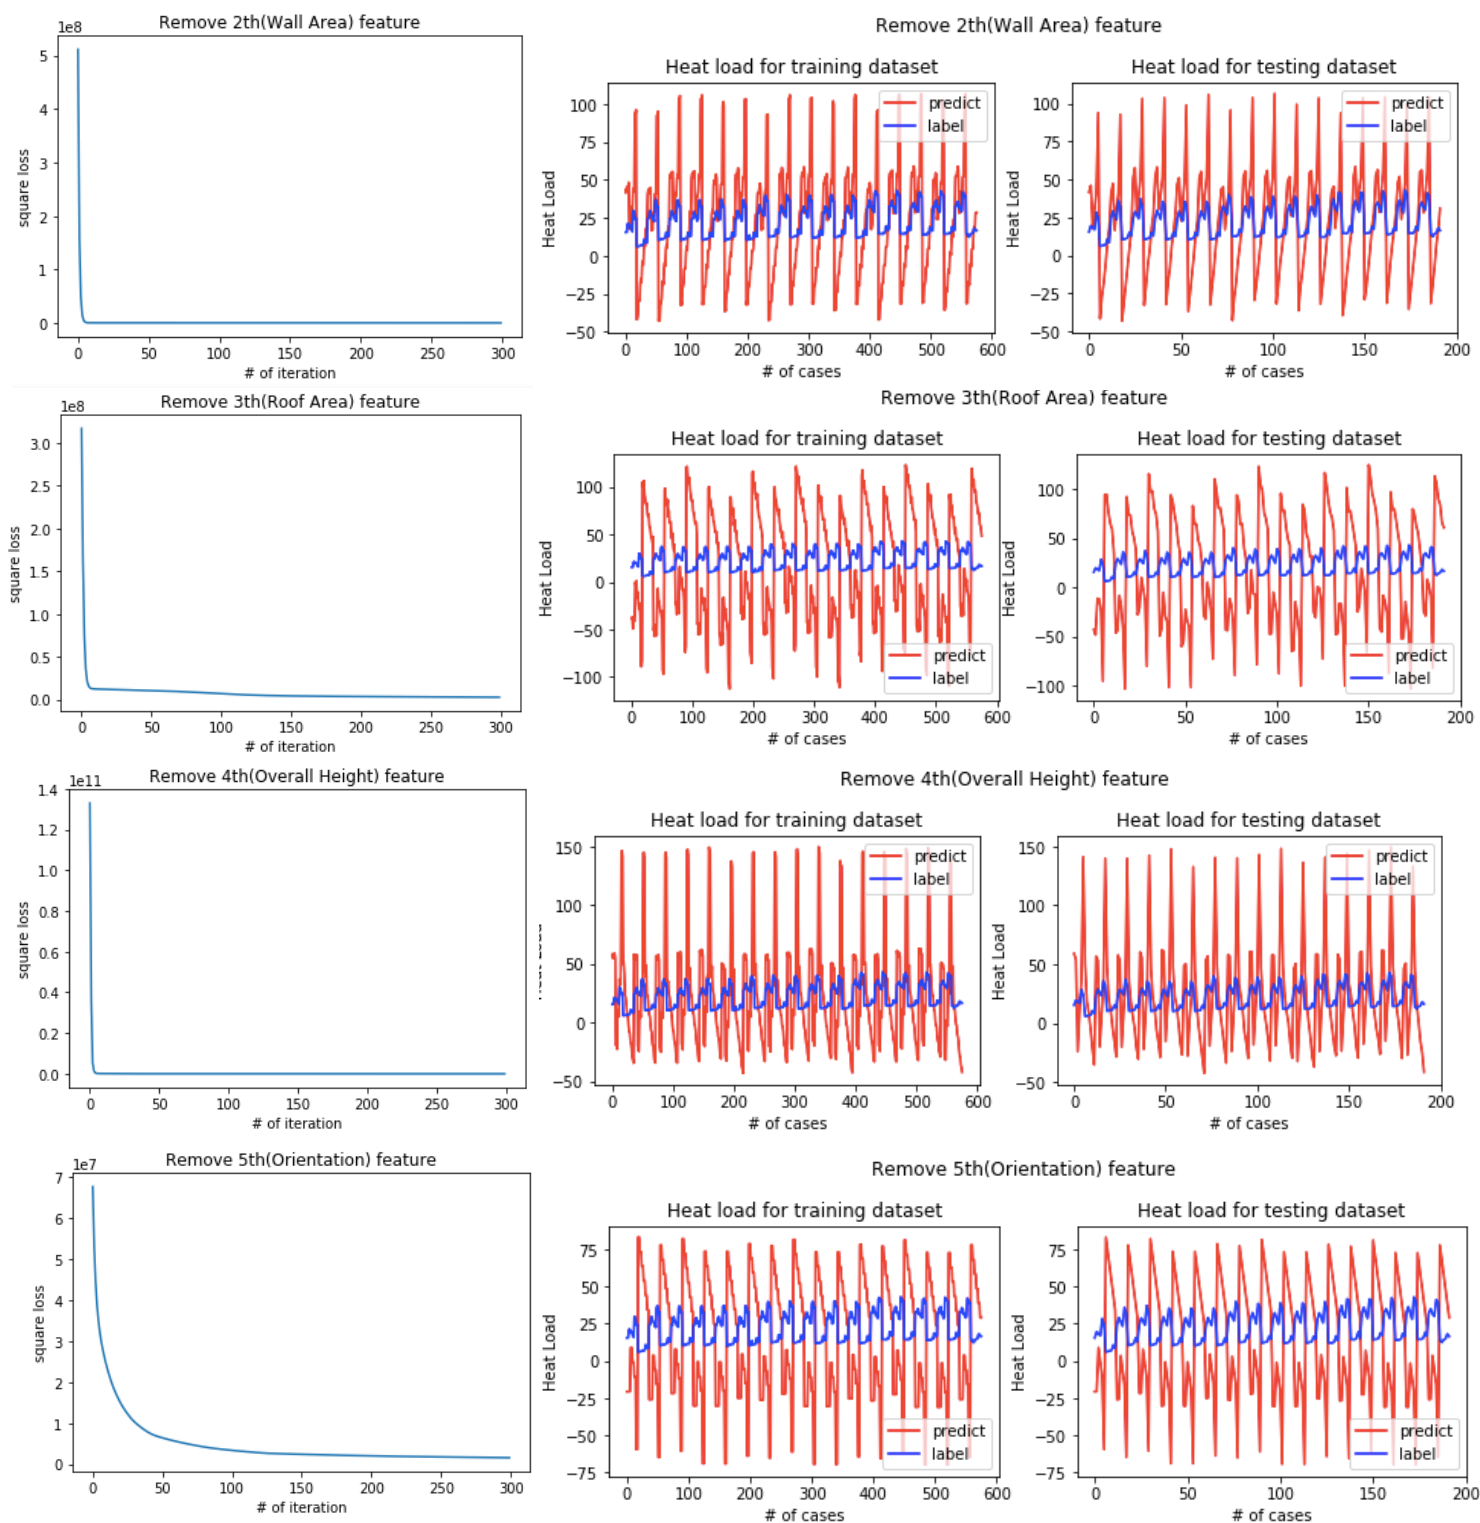 Remove 2th(Wall Area) feature
1e8
5
4
3
2
1
0
square loss
0 50 100 150 200 250 300
# of iteration
Remove 2th(Wall Area) feature
Heat load for training dataset
100
75
50
25
0
−25
−50
Heat Load
predict
label
0 100 200 300 400 500 600
# of cases
Heat load for testing dataset
100
75
50
25
0
−25
−50
Heat Load
predict
label
0 50 100 150 200
# of cases
Remove 3th(Roof Area) feature
1e8
3.0
2.5
2.0
1.5
1.0
0.5
0.0
square loss
0 50 100 150 200 250 300
# of iteration
Remove 3th(Roof Area) feature
Heat load for training dataset
100
50
0
−50
−100
Heat Load
predict
label
0 100 200 300 400 500 600
# of cases
Heat load for testing dataset
100
50
0
−50
−100
Heat Load
predict
label
0 50 100 150 200
# of cases
Remove 4th(Overall Height) feature
1e11
1.4
1.2
1.0
0.8
0.6
0.4
0.2
0.0
square loss
0 50 100 150 200 250 300
# of iteration
Remove 4th(Overall Height) feature
Heat load for training dataset
150
100
50
0
−50
predict
label
0 100 200 300 400 500 600
# of cases
Heat load for testing dataset
150
100
50
0
−50
Heat Load
predict
label
0 50 100 150 200
# of cases
Remove 5th(Orientation) feature
1e7
7
6
5
4
3
2
1
0
square loss
0 50 100 150 200 250 300
# of iteration
Remove 5th(Orientation) feature
Heat load for training dataset
75
50
25
0
−25
−50
−75
Heat Load
predict
label
0 100 200 300 400 500 600
# of cases
Heat load for testing dataset
75
50
25
0
−25
−50
−75
Heat Load
predict
label
0 50 100 150 200
# of cases